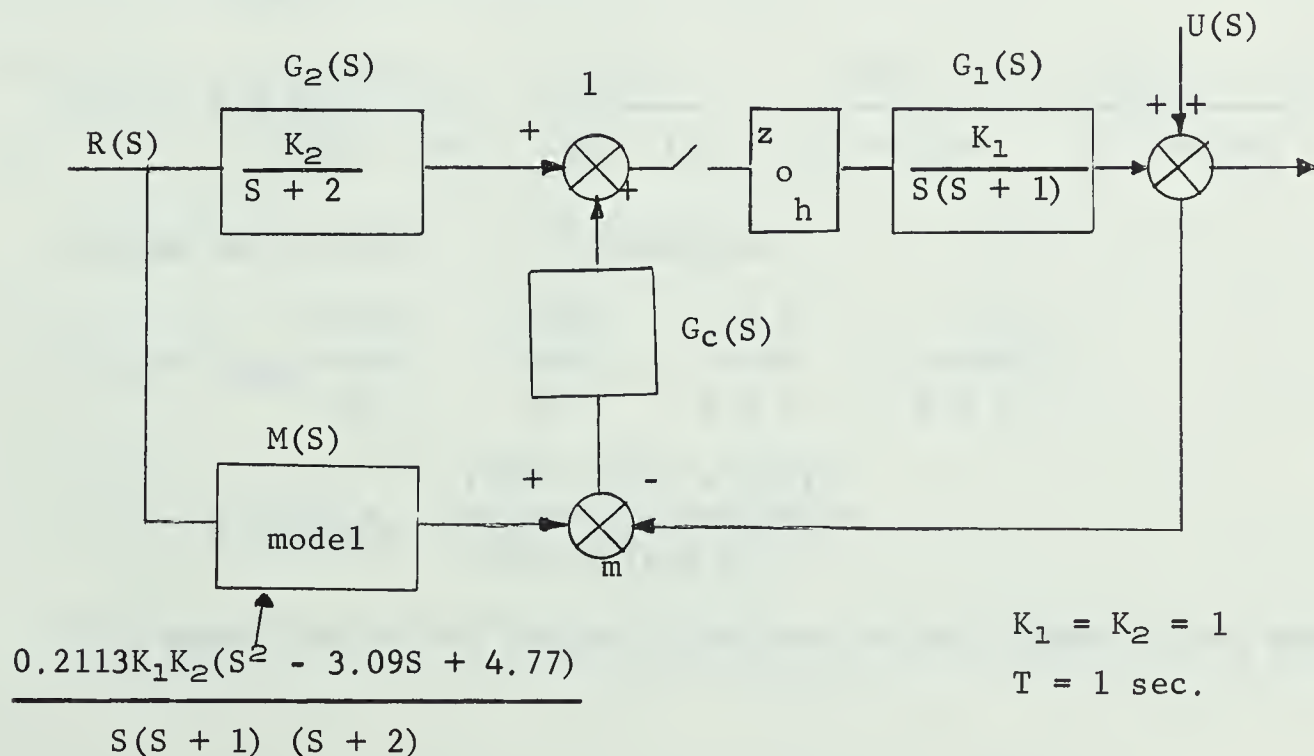 U(S)
G₂(S)
1
G₁(S)
R(S)
K₂
S + 2
+
+
z
o
h
K₁
S(S + 1)
+ +
G_C(S)
M(S)
model
+
-
m
K₁ = K₂ = 1
T = 1 sec.
0.2113K₁K₂(S² - 3.09S + 4.77)
S(S + 1) (S + 2)